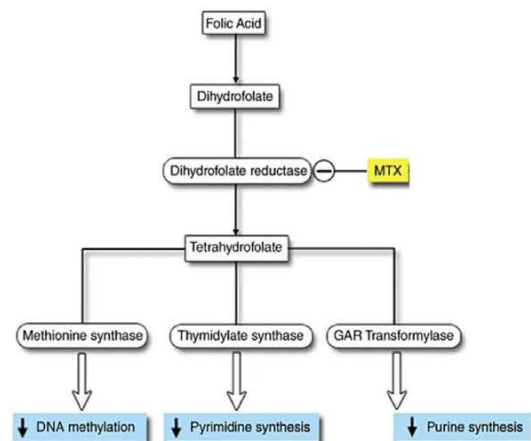 Folic Acid
Dihydrofolate
Dihydrofolate reductase
MTX
Tetrahydrofolate
Methionine synthase
Thymidylate synthase
GAR Transformylase
DNA methylation
Pyrimidine synthesis
Purine synthesis